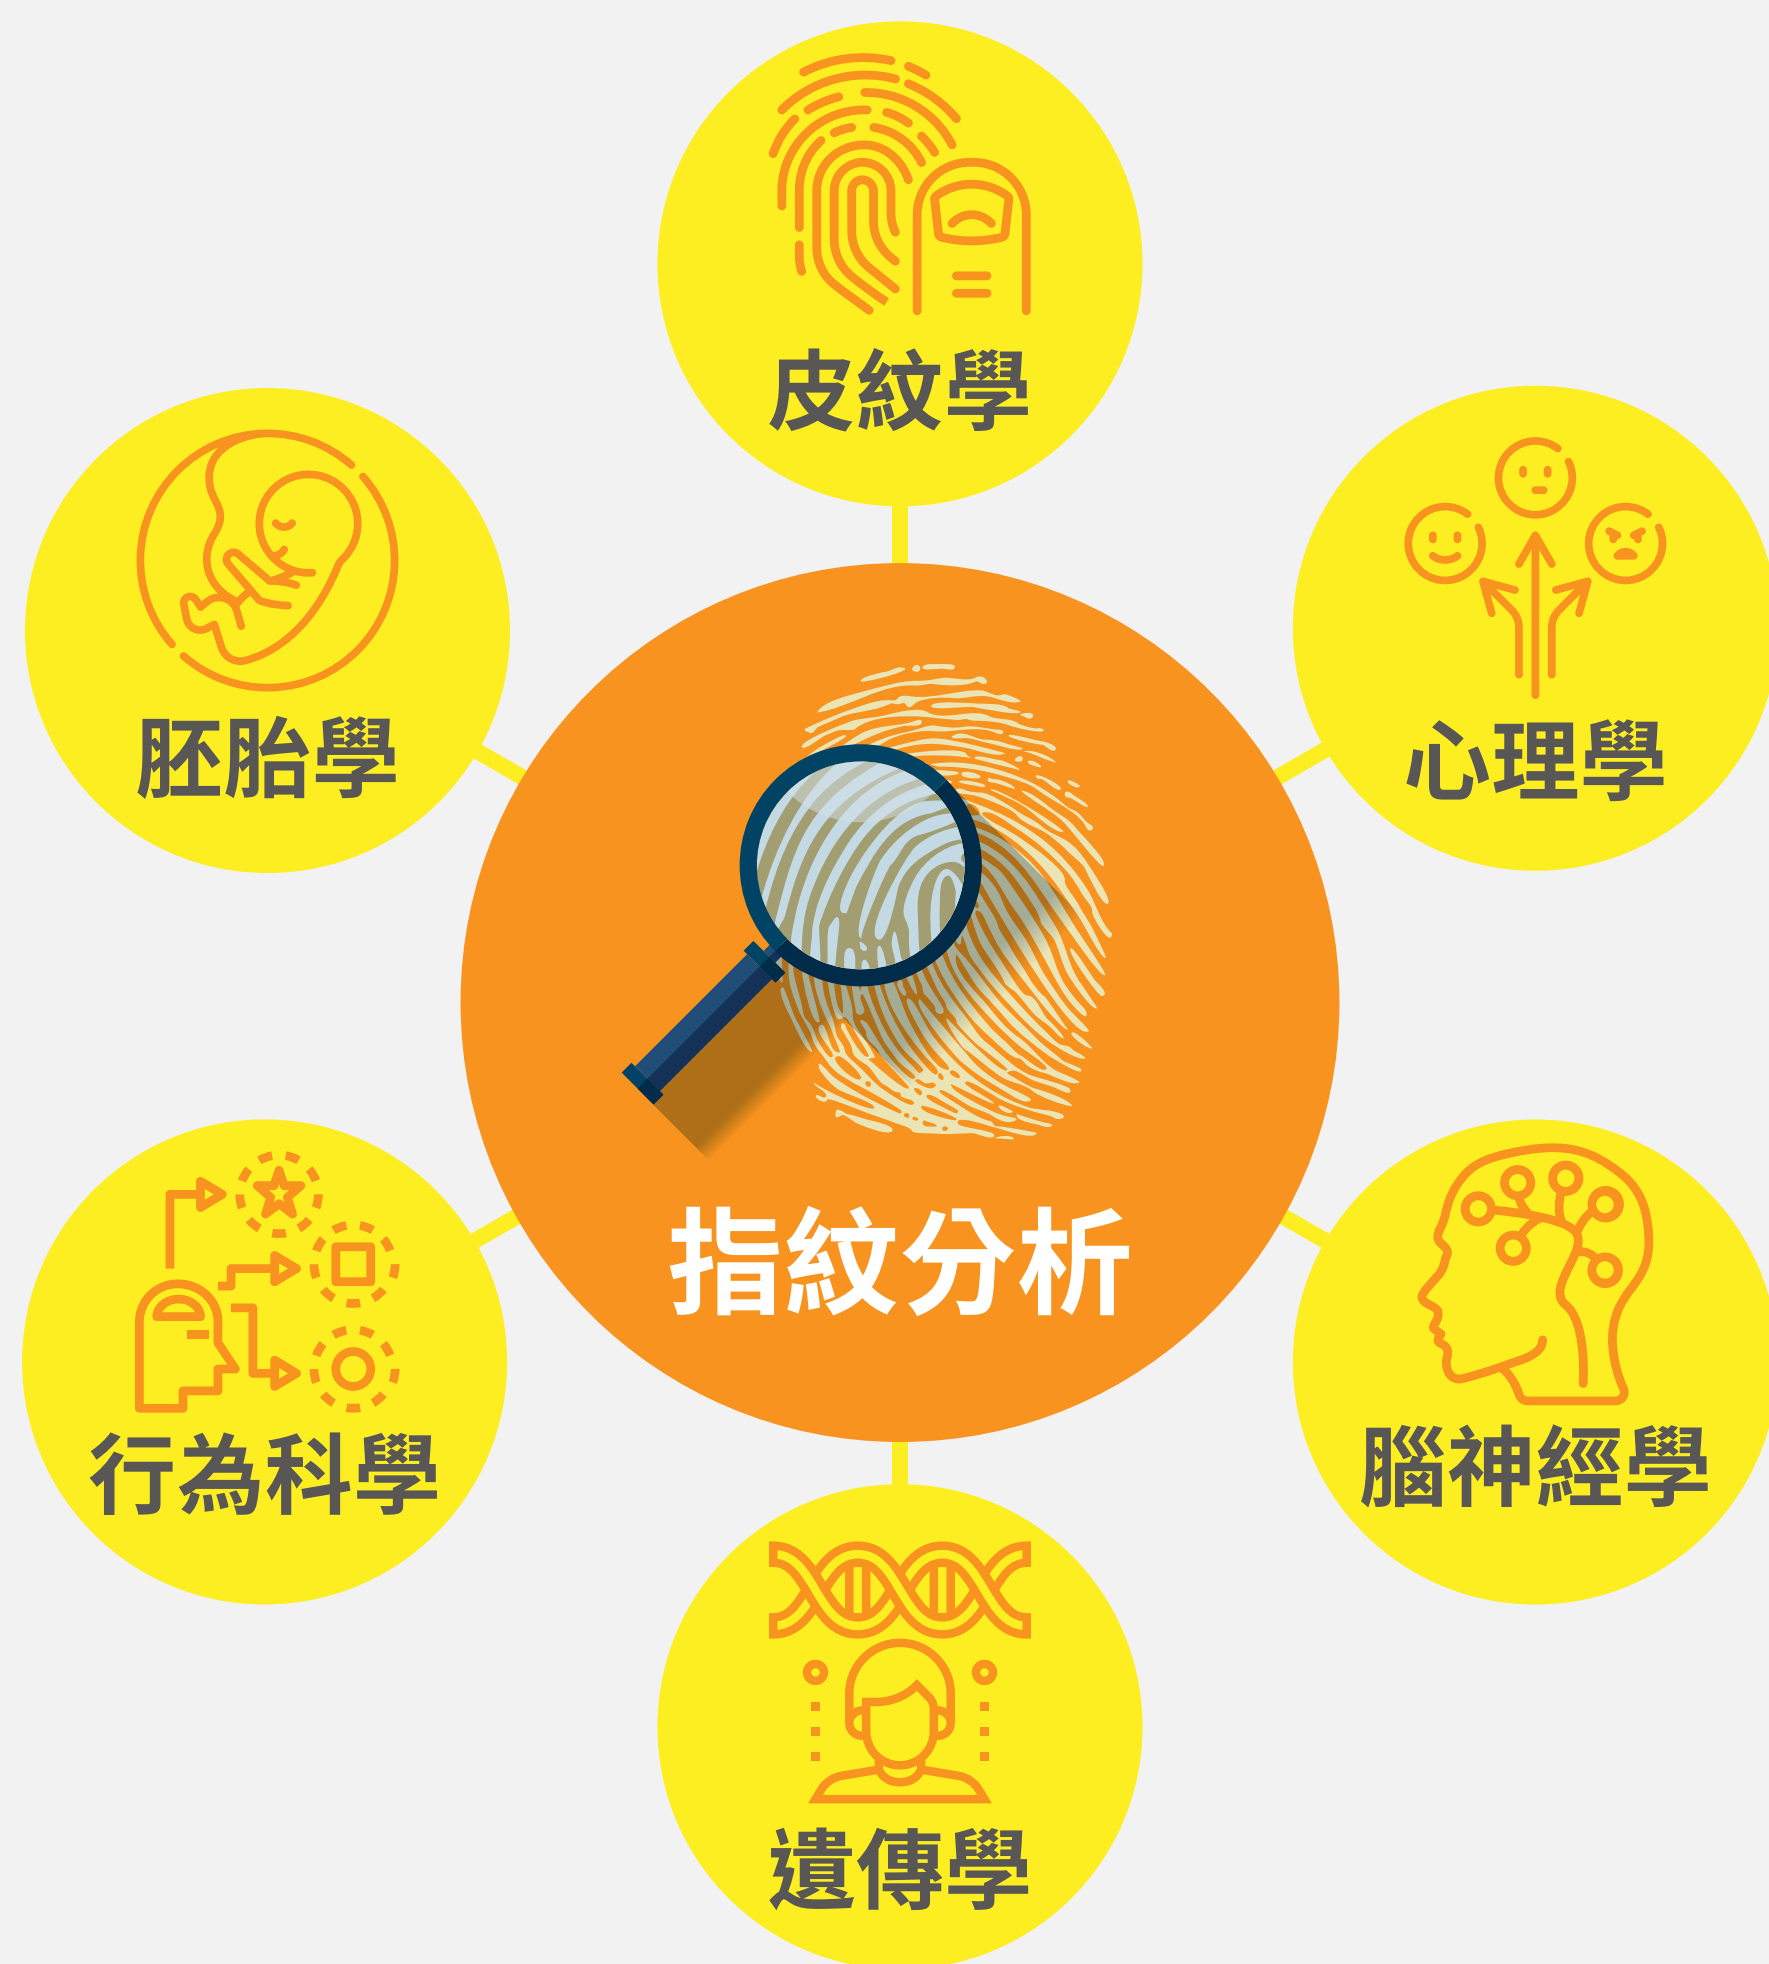 皮紋學
胚胎學
心理學
指紋分析
行為科學
腦神經學
遺傳學